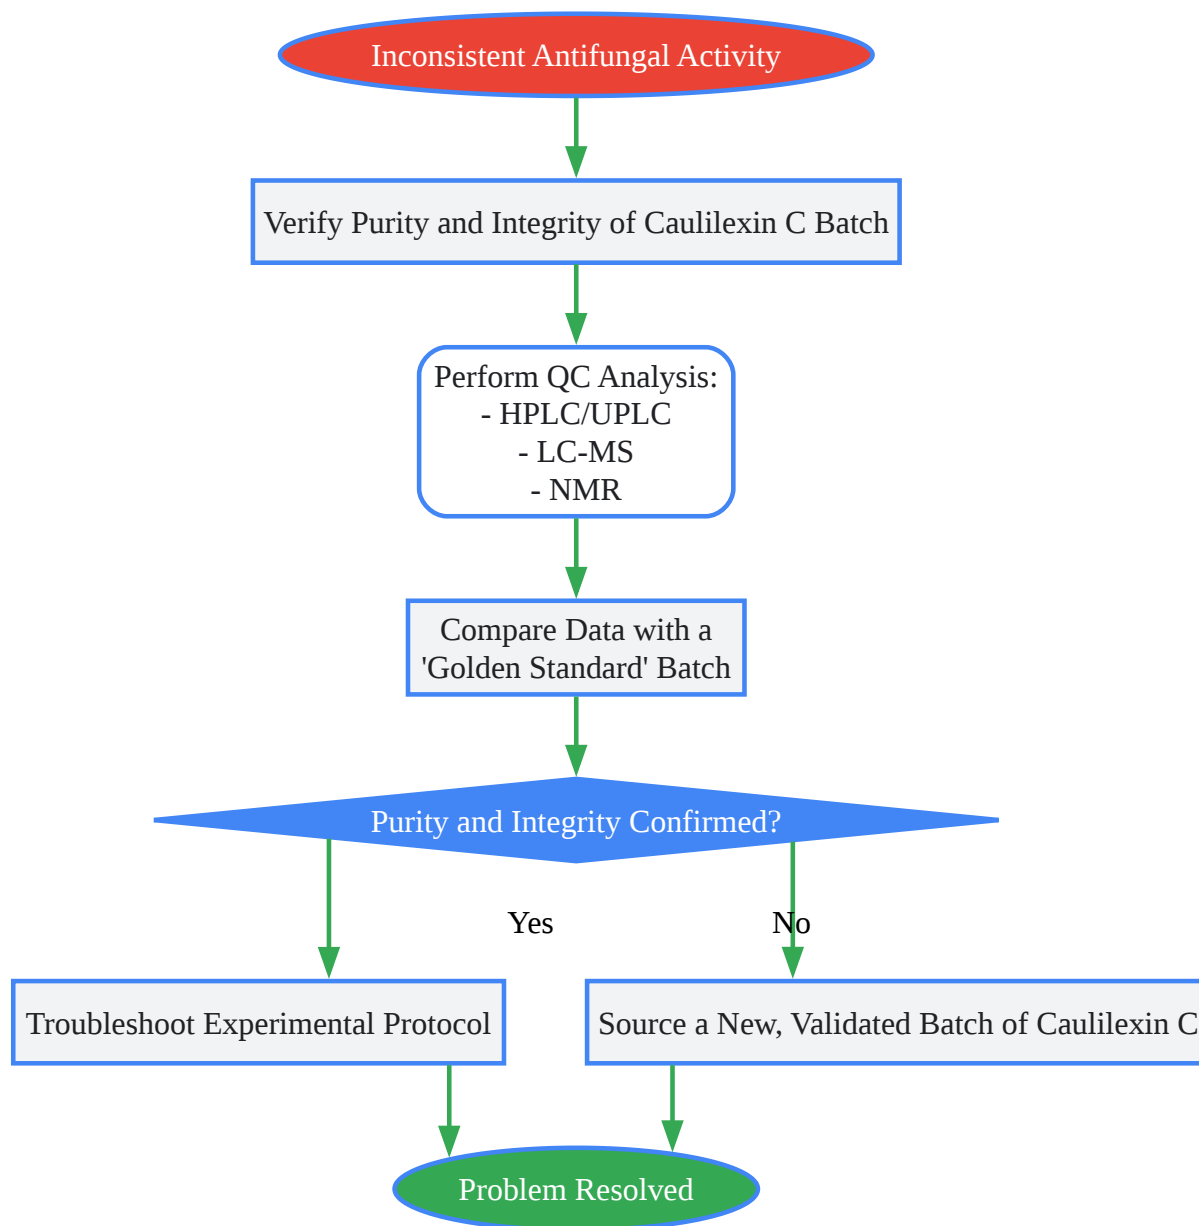 Inconsistent Antifungal Activity
Verify Purity and Integrity of Caulilexin C Batch
Perform QC Analysis:
- HPLC/UPLC
- LC-MS
- NMR
Compare Data with a
'Golden Standard' Batch
Purity and Integrity Confirmed?
Yes
No
Troubleshoot Experimental Protocol
Source a New, Validated Batch of Caulilexin C
Problem Resolved